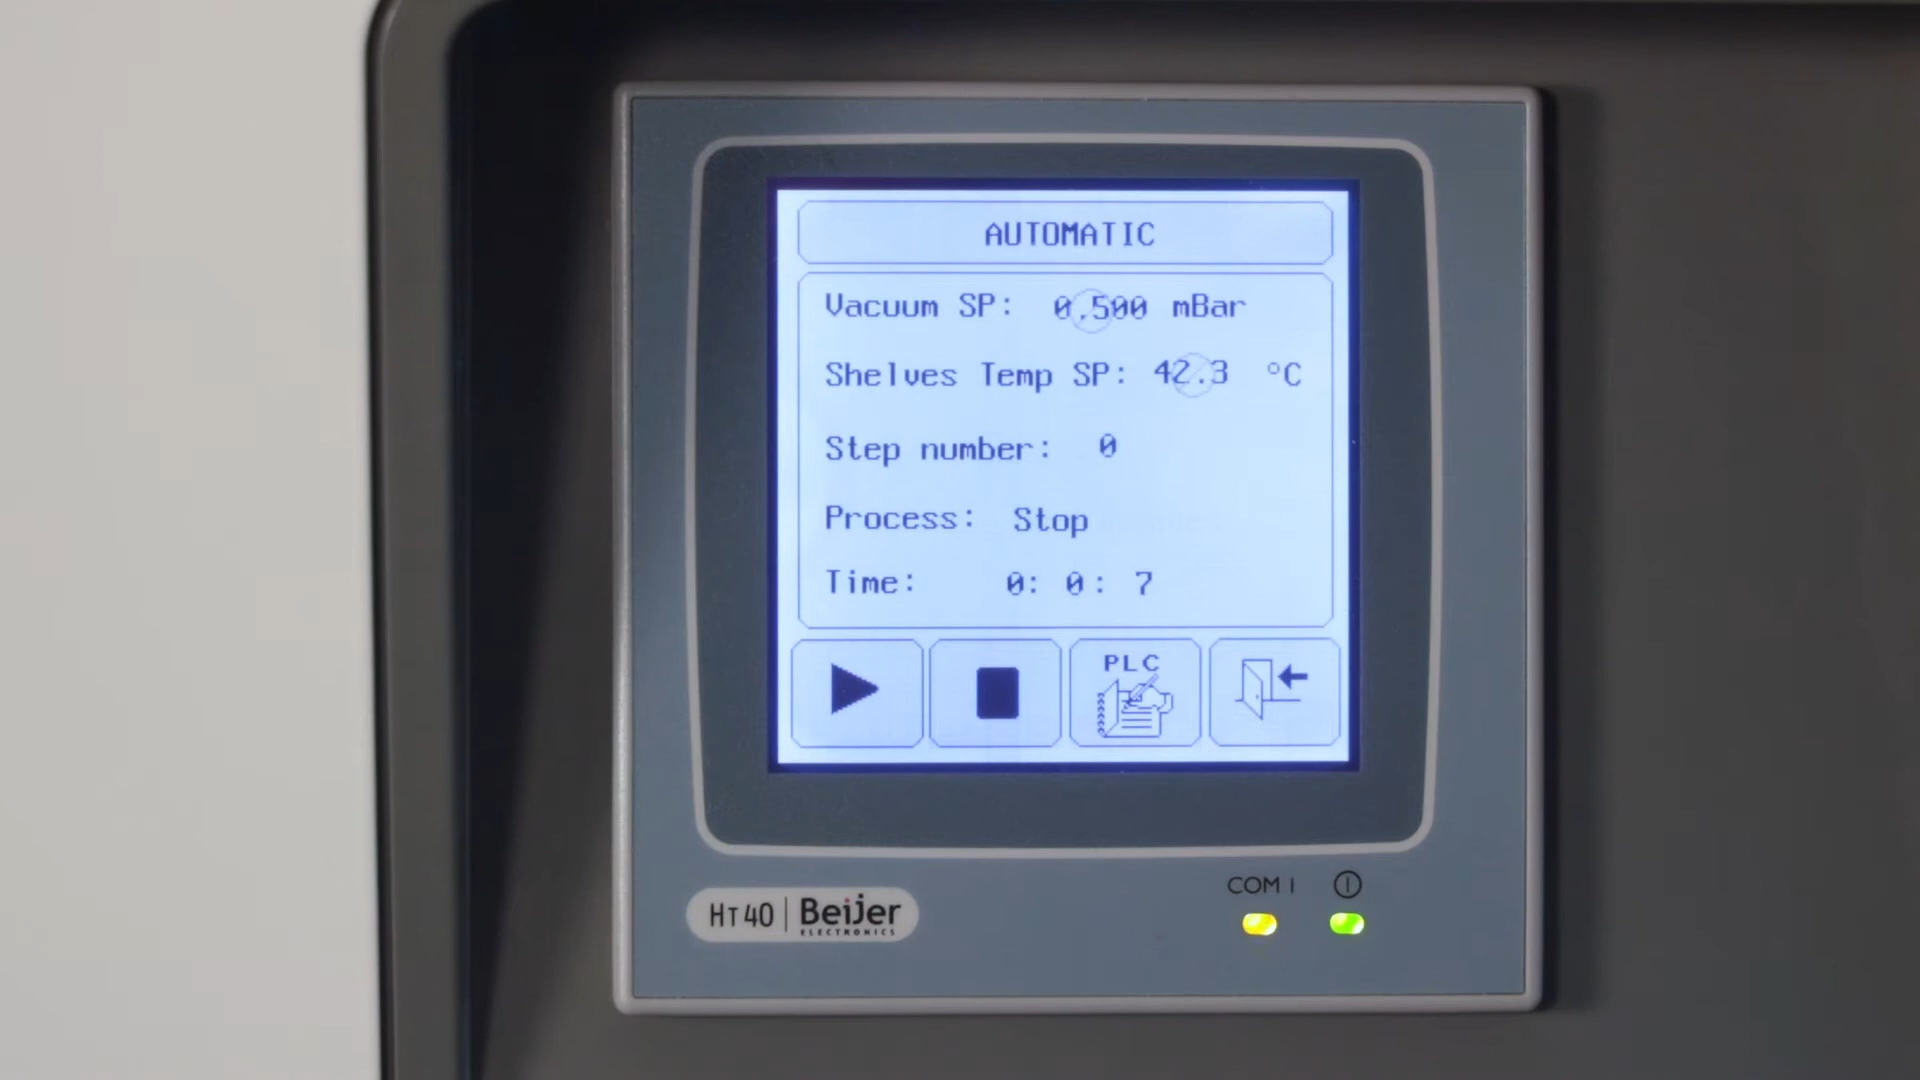 AUTOMATIC
Vacuum SP: 0.500 mBar
Shelves Temp SP: 42.3 °C
Step number: 0
Process: Stop
Time: 0: 0: 7
PLC
COM 1
HT40 | Beijer
ELECTRONICS